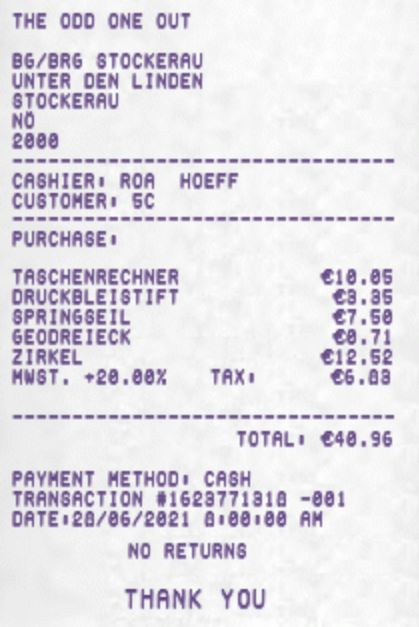 THE ODD ONE OUT
BG/BRG STOCKERAU
UNTER DEN LINDEN
STOCKERAU
NÖ
2000
CASHIER: ROA HOEFF
CUSTOMER: 5C
PURCHASE:
TASCHENRECHNER €10.05
DRUCKBLEISTIFT €3.35
SPRINGSEIL €7.50
GEODREIECK €0.71
ZIRKEL €12.52
MWST. +20.00% TAX: €6.83
TOTAL: €40.96
PAYMENT METHOD: CASH
TRANSACTION #1623771318 -001
DATE:28/06/2021 8:00:00 AM
NO RETURNS
THANK YOU